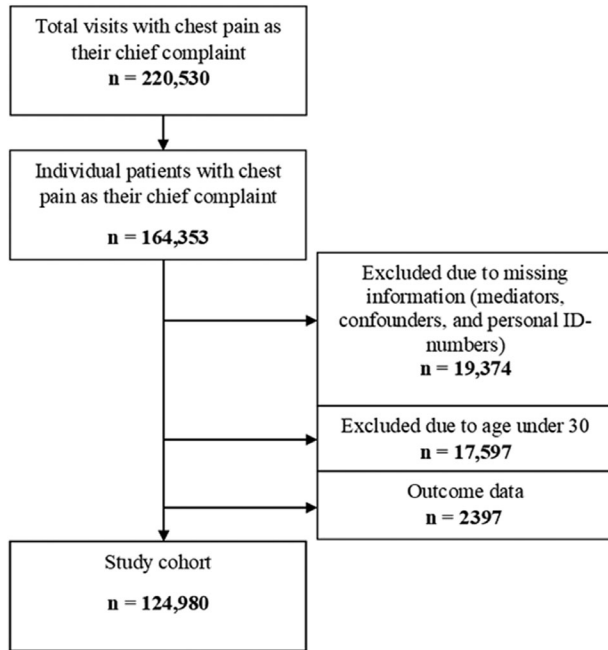 Total visits with chest pain as
their chief complaint
n = 220,530
Individual patients with chest
pain as their chief complaint
n = 164,353
Excluded due to missing
information (mediators,
confounders, and personal ID-
numbers)
n = 19,374
Excluded due to age under 30
n = 17,597
Outcome data
n = 2397
Study cohort
n = 124,980